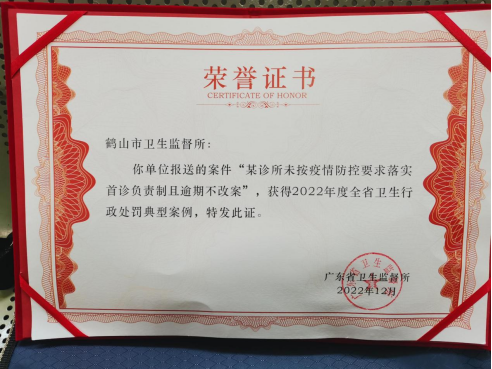 荣誉证书
CERTIFICATE OF HONOR
鹤山市卫生监督所:
你单位报送的案件“某诊所未按疫情防控要求落实
首诊负责制且逾期不改案”，获得2022年度全省卫生行
政处罚典型案例，特发此证。
广东省卫生监督所
2022年12月